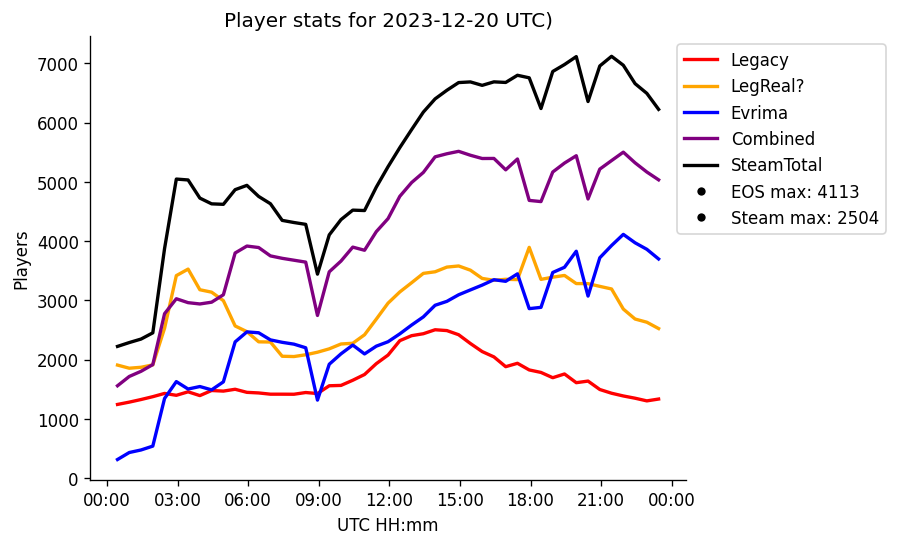 Player stats for 2023-12-20 UTC)
Players
7000
6000
5000
4000
3000
2000
1000
0
00:00 03:00 06:00 09:00 12:00 15:00 18:00 21:00 00:00
UTC HH:mm
Legacy
LegReal?
Evrima
Combined
SteamTotal
EOS max: 4113
Steam max: 2504